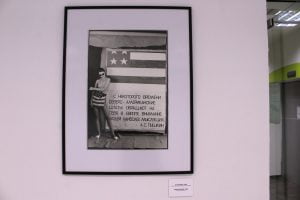 С НЕКОТОРОГО ВРЕМЕНИ
СЕВЕРО-АМЕРИКАНСКИЕ
ШТАТЫ ОБРАЩАЮТ НА
СЕБЯ В ЕВРОПЕ ВНИМАНИЕ
ЛЮДЕЙ НАИБОЛЕЕ МЫСЛЯЩИХ.
А.С. ПУШКИН